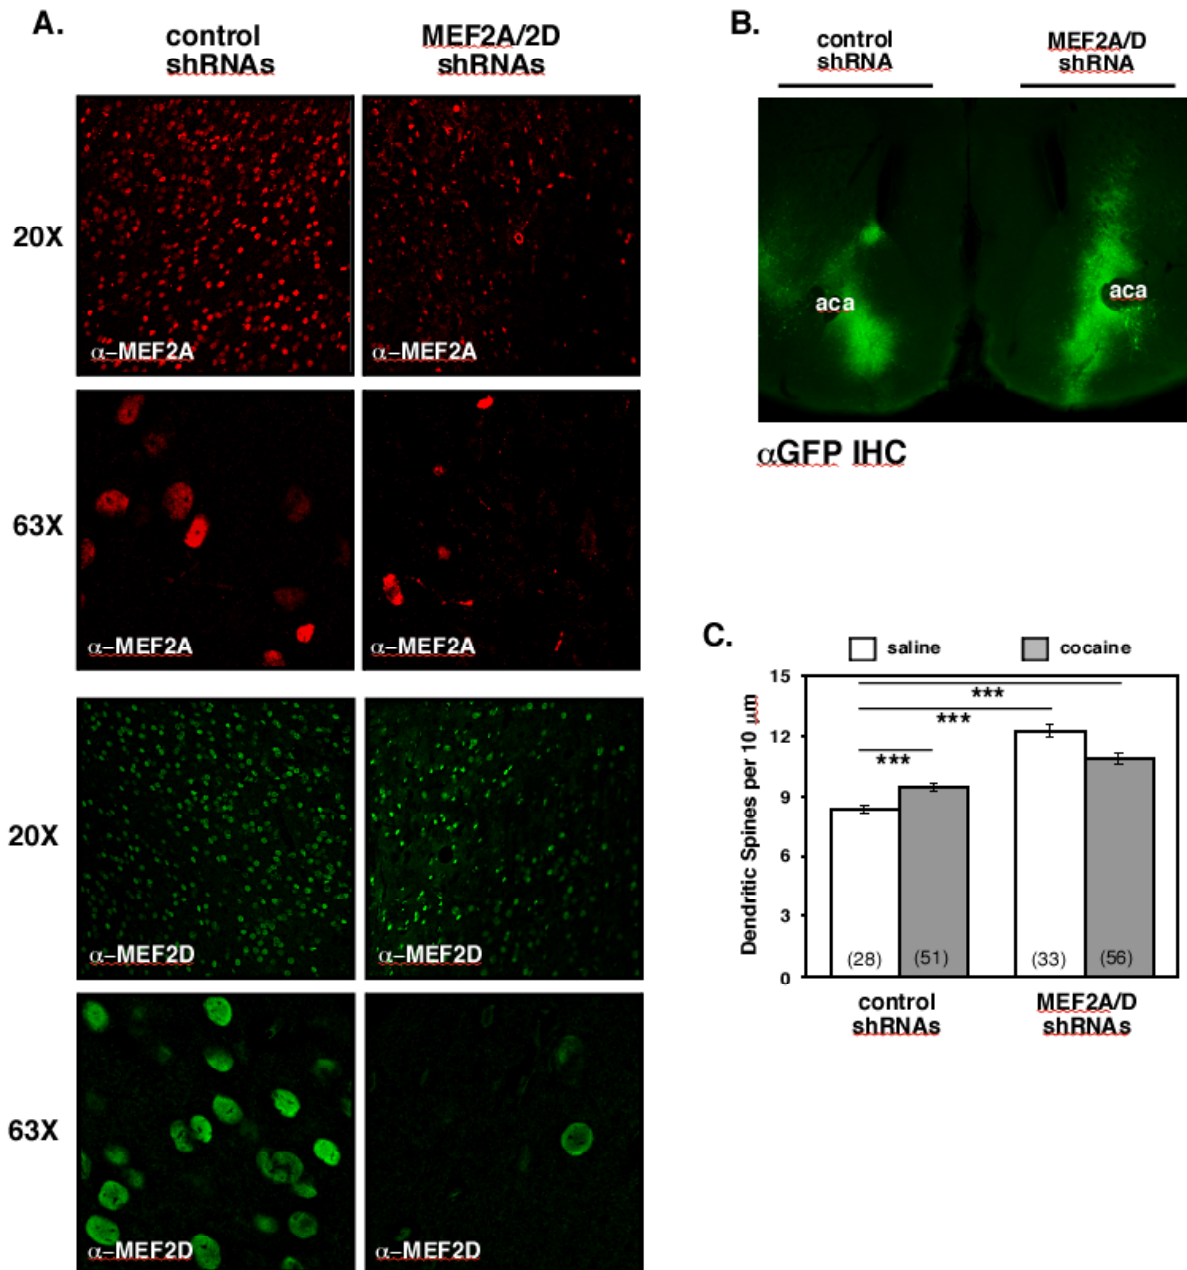 A.
control
shRNAs
MEF2A/2D
shRNAs
20X
α–MEF2A
α–MEF2A
63X
α–MEF2A
α–MEF2A
20X
α–MEF2D
α–MEF2D
63X
α–MEF2D
α–MEF2D
B.
control
shRNA
MEF2A/D
shRNA
aca
aca
αGFP IHC
C.
saline
cocaine
Dendritic Spines per 10 μm
15
12
9
6
3
0
***
***
***
(28)
(51)
(33)
(56)
control
shRNAs
MEF2A/D
shRNAs